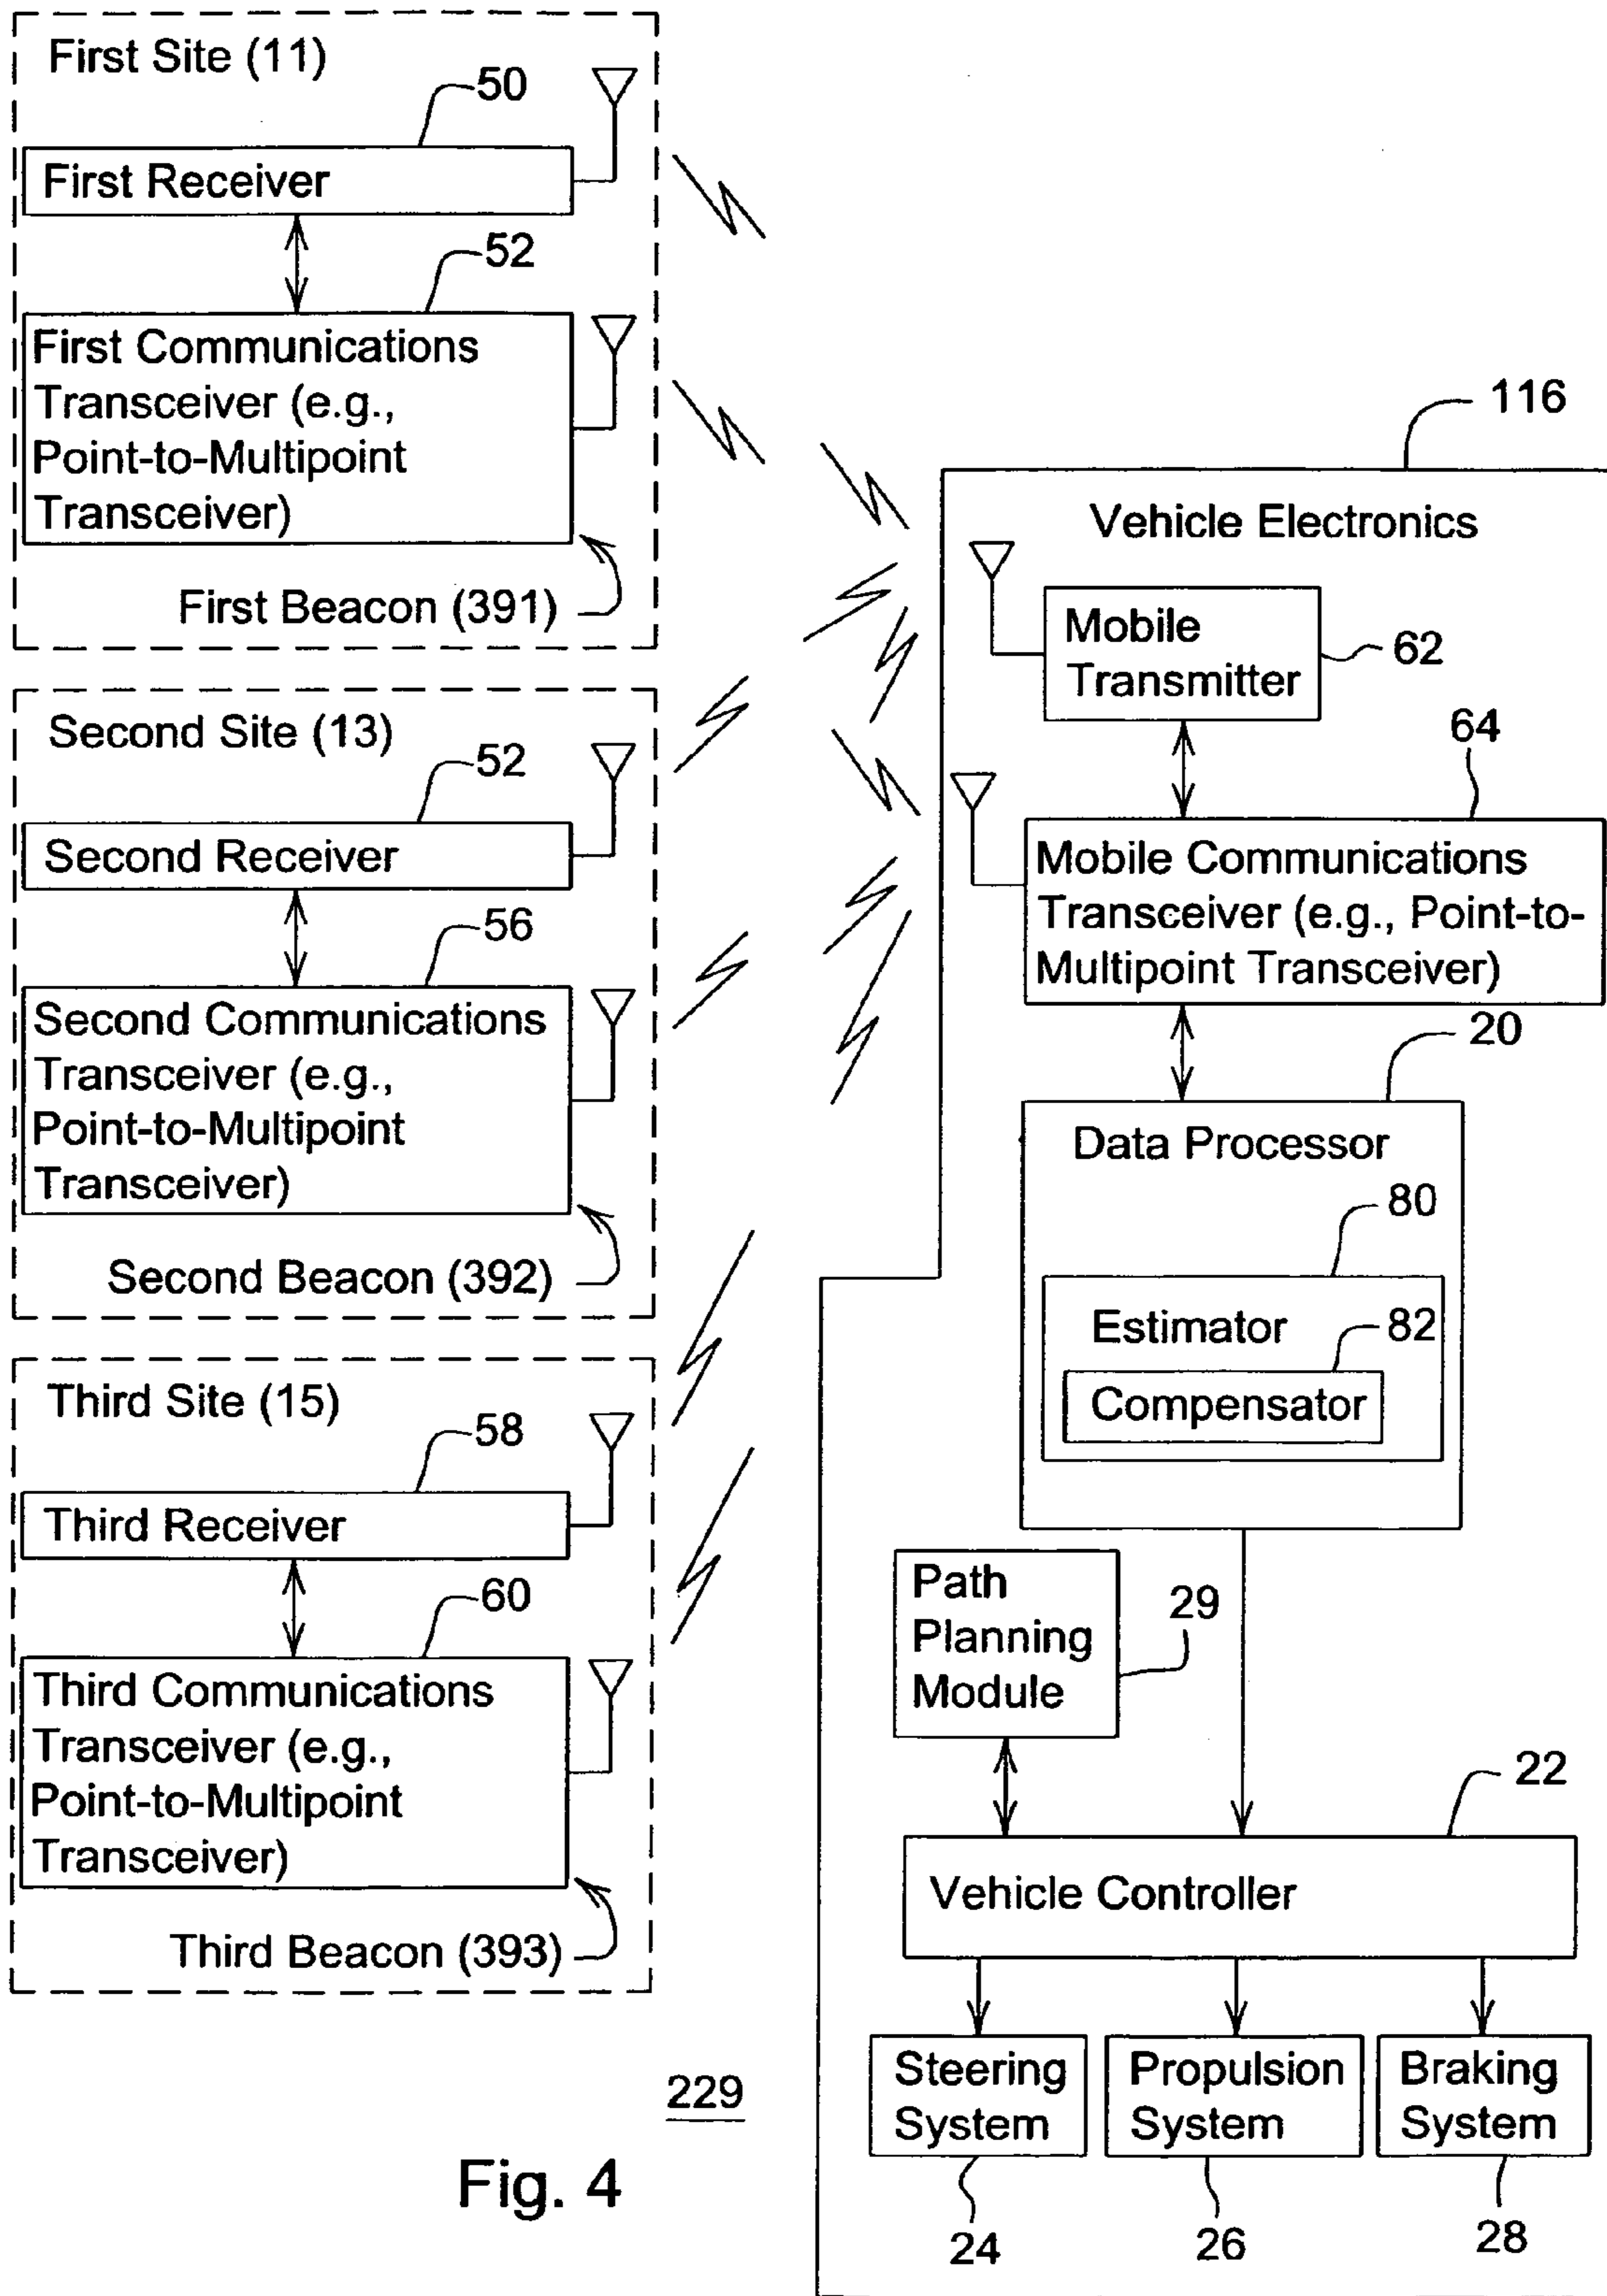 First Site (11)
50
First Receiver
52
First Communications
Transceiver (e.g.,
Point-to-Multipoint
Transceiver)
First Beacon (391)
Second Site (13)
52
Second Receiver
56
Second Communications
Transceiver (e.g.,
Point-to-Multipoint
Transceiver)
Second Beacon (392)
Third Site (15)
58
Third Receiver
60
Third Communications
Transceiver (e.g.,
Point-to-Multipoint
Transceiver)
Third Beacon (393)
116
Vehicle Electronics
Mobile
Transmitter
62
64
Mobile Communications
Transceiver (e.g., Point-to-
Multipoint Transceiver)
20
Data Processor
80
Estimator
82
Compensator
Path
Planning
Module
29
22
Vehicle Controller
Steering
System
Propulsion
System
Braking
System
24
26
28
229
Fig. 4